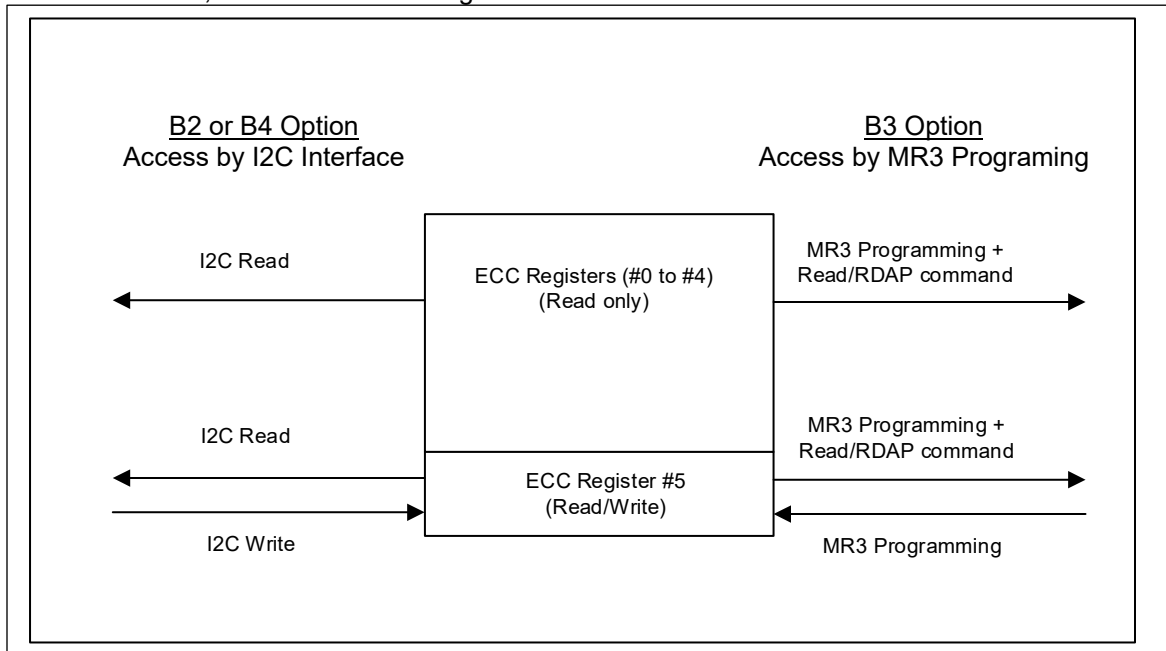 B2 or B4 Option
Access by I2C Interface
B3 Option
Access by MR3 Programing
I2C Read
ECC Registers (#0 to #4)
(Read only)
MR3 Programming +
Read/RDAP command
I2C Read
I2C Write
ECC Register #5
(Read/Write)
MR3 Programming +
Read/RDAP command
MR3 Programming